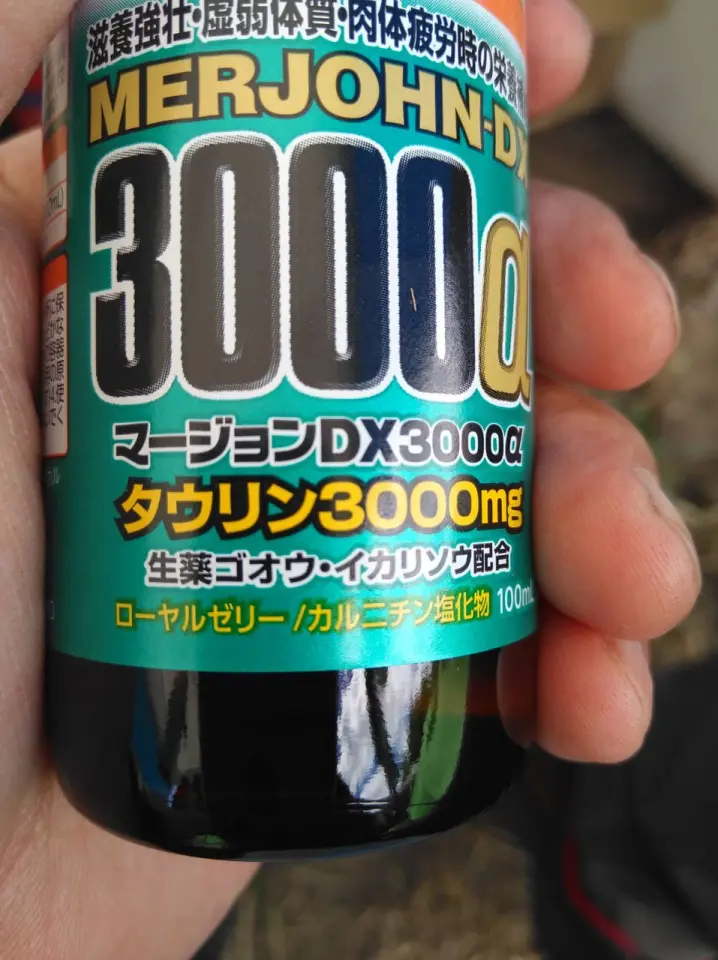 滋養強壮・虚弱体質・肉体疲労時の栄養
MERJOHN-DX
3000α
マージョンDX3000α
タウリン3000mg
生薬ゴオウ・イカリソウ配合
ローヤルゼリー/カルニチン塩化物 100mL